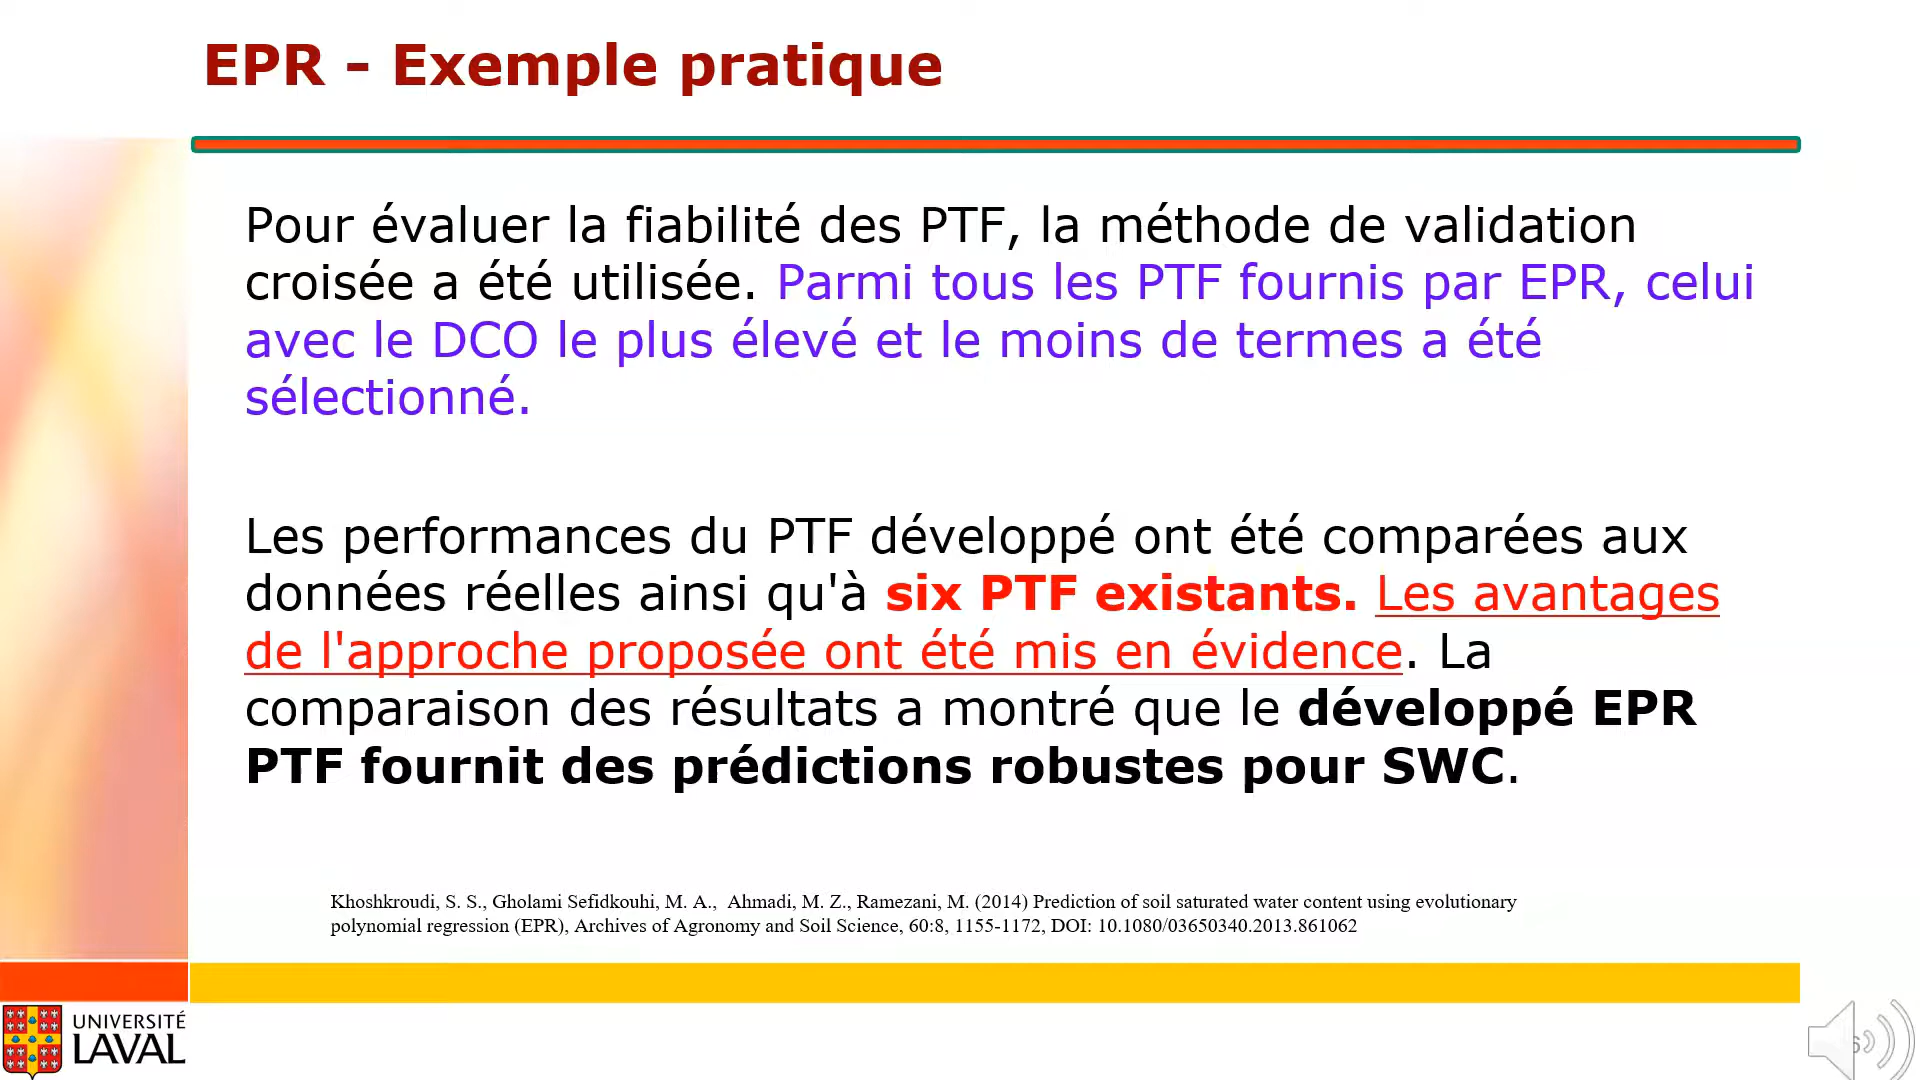 EPR - Exemple pratique
Pour évaluer la fiabilité des PTF, la méthode de validation
croisée a été utilisée. Parmi tous les PTF fournis par EPR, celui
avec le DCO le plus élevé et le moins de termes a été
sélectionné.
Les performances du PTF développé ont été comparées aux
données réelles ainsi qu'à six PTF existants. Les avantages
de l'approche proposée ont été mis en évidence. La
comparaison des résultats a montré que le développé EPR
PTF fournit des prédictions robustes pour SWC.
Khoshkroudi, S. S., Gholami Sefidkouhi, M. A.,  Ahmadi, M. Z., Ramezani, M. (2014) Prediction of soil saturated water content using evolutionary
polynomial regression (EPR), Archives of Agronomy and Soil Science, 60:8, 1155-1172, DOI: 10.1080/03650340.2013.861062
UNIVERSITÉ
LAVAL